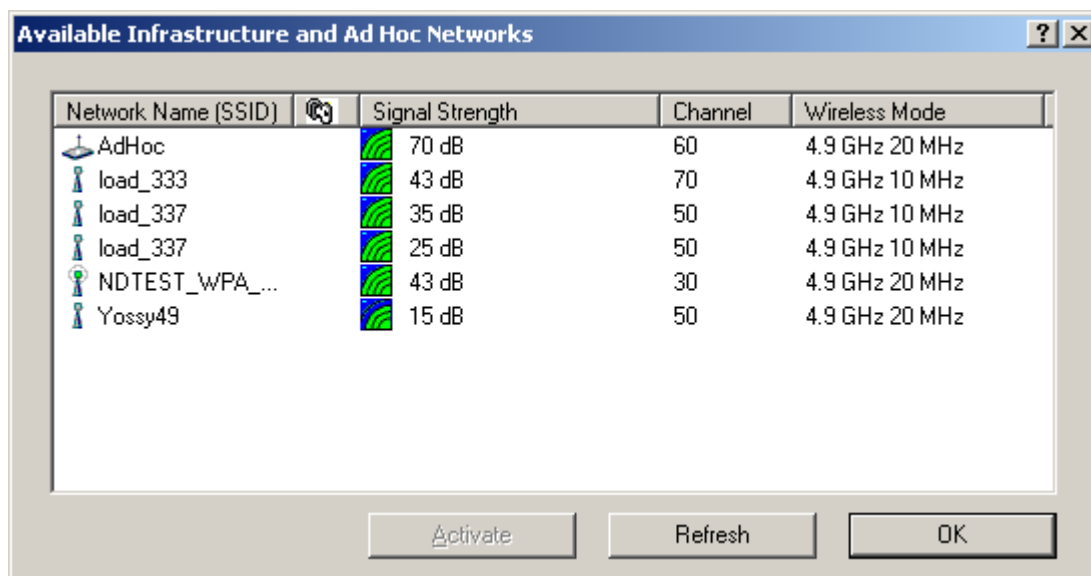 Available Infrastructure and Ad Hoc Networks
Network Name (SSID) Signal Strength Channel Wireless Mode
AdHoc 70 dB 60 4.9 GHz 20 MHz
load_333 43 dB 70 4.9 GHz 10 MHz
load_337 35 dB 50 4.9 GHz 10 MHz
load_337 25 dB 50 4.9 GHz 10 MHz
NDTEST_WPA_... 43 dB 30 4.9 GHz 20 MHz
Yossy49 15 dB 50 4.9 GHz 20 MHz
Activate Refresh OK